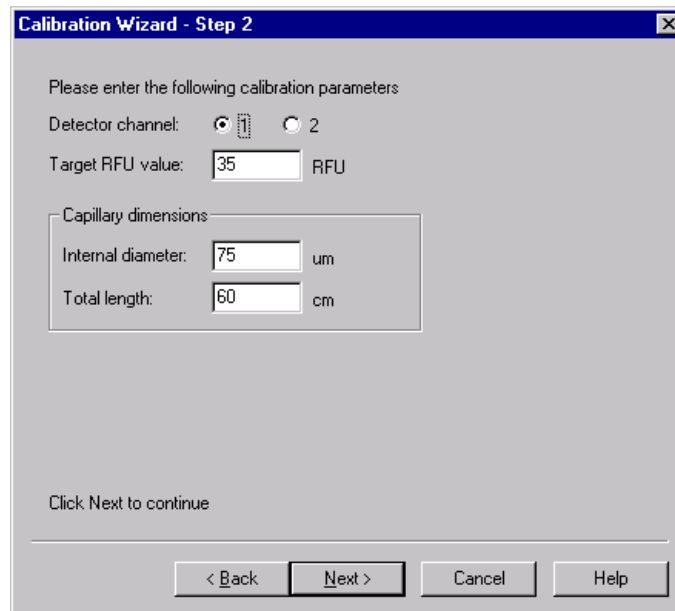 Calibration Wizard - Step 2
Please enter the following calibration parameters
Detector channel: 1 2
Target RFU value: 35 RFU
Capillary dimensions
Internal diameter: 75 um
Total length: 60 cm
Click Next to continue
< Back Next > Cancel Help